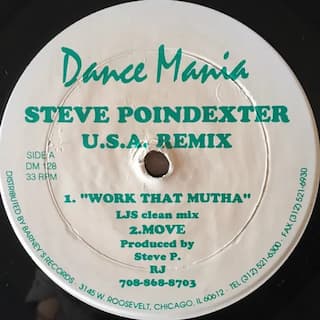 Dance Mania
STEVE POINDEXTER
U.S.A. REMIX
SIDE A
DM 128
33 RPM
1. "WORK THAT MUTHA"
LJS clean mix
2.MOVE
Produced by
Steve P.
RJ
708-868-8703
DISTRIBUTED BY BARNEY'S RECORDS · 3145 W. ROOSEVELT, CHICAGO, IL 60612 · TEL (312) 521-6300 · FAX (312) 521-6930